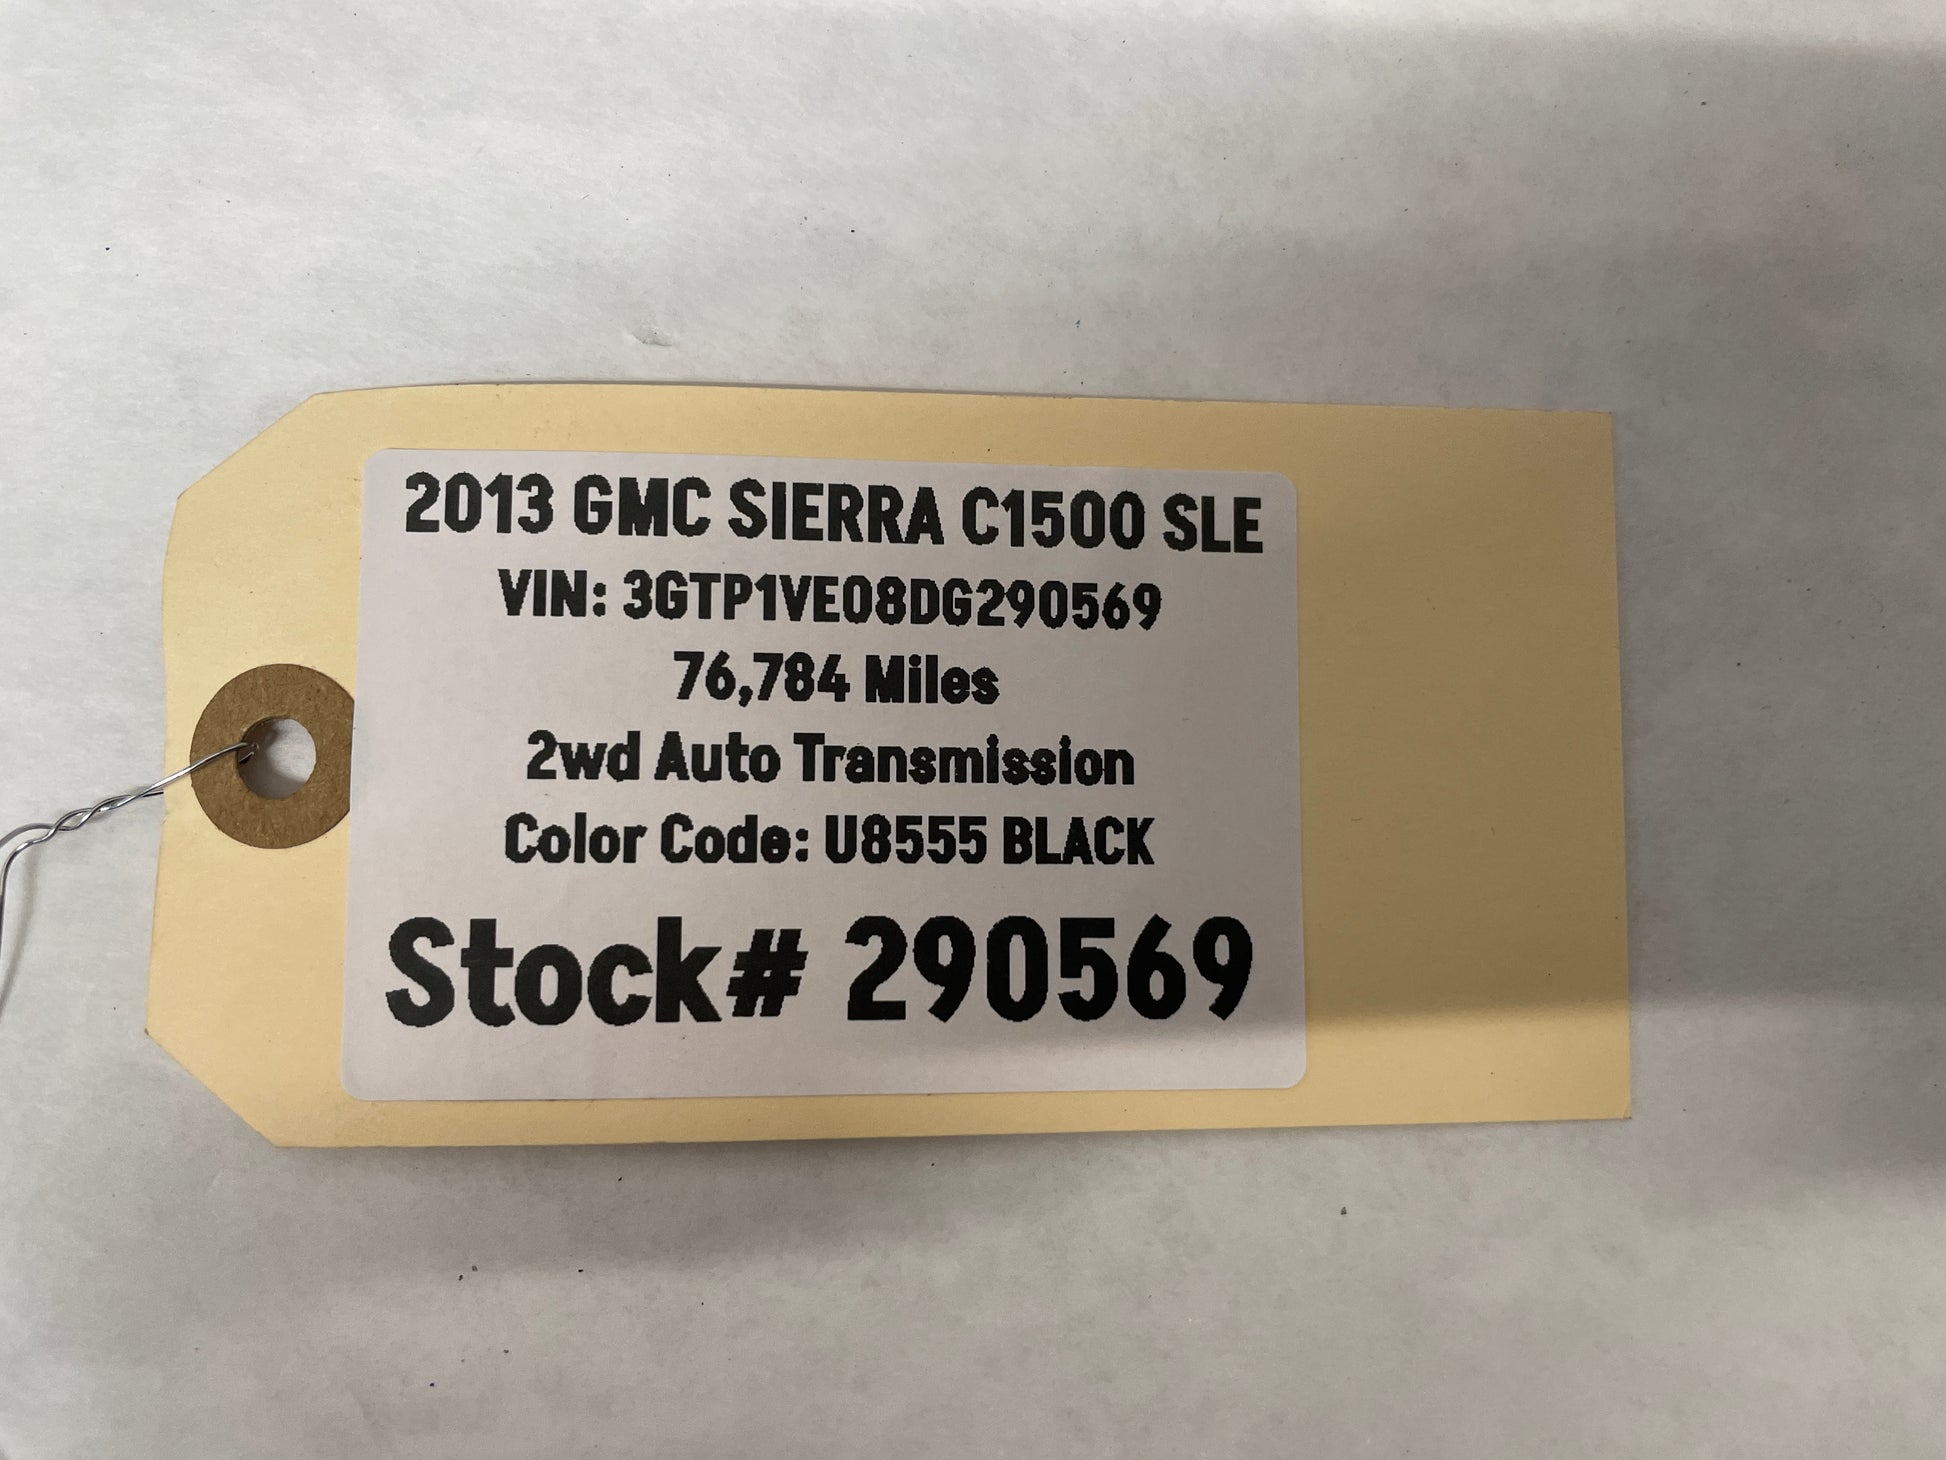 2013 GMC SIERRA C1500 SLE
VIN: 3GTP1VE08DG290569
76,784 Miles
2wd Auto Transmission
Color Code: U8555 BLACK
Stock# 290569